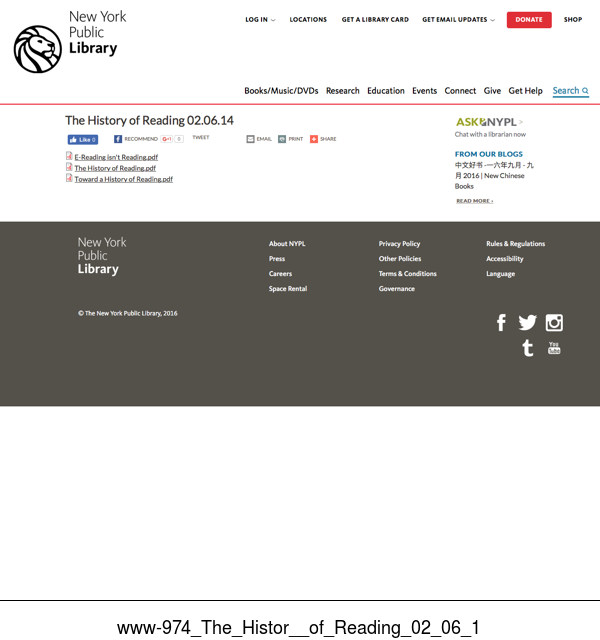 New York
Public
Library
LOG IN
LOCATIONS
GET A LIBRARY CARD
GET EMAIL UPDATES
DONATE
SHOP
Books/Music/DVDs Research Education Events Connect Give Get Help Search
The History of Reading 02.06.14
Like 0
RECOMMEND
G+1 0
TWEET
EMAIL
PRINT
SHARE
E-Reading isn't Reading.pdf
The History of Reading.pdf
Toward a History of Reading.pdf
ASK NYPL >
Chat with a librarian now
FROM OUR BLOGS
中文好书 -一六年九月 - 九
月 2016 | New Chinese
Books
READ MORE ›
New York
Public
Library
About NYPL
Press
Careers
Space Rental
Privacy Policy
Other Policies
Terms & Conditions
Governance
Rules & Regulations
Accessibility
Language
© The New York Public Library, 2016
You
Tube
www-974_The_Histor__of_Reading_02_06_1